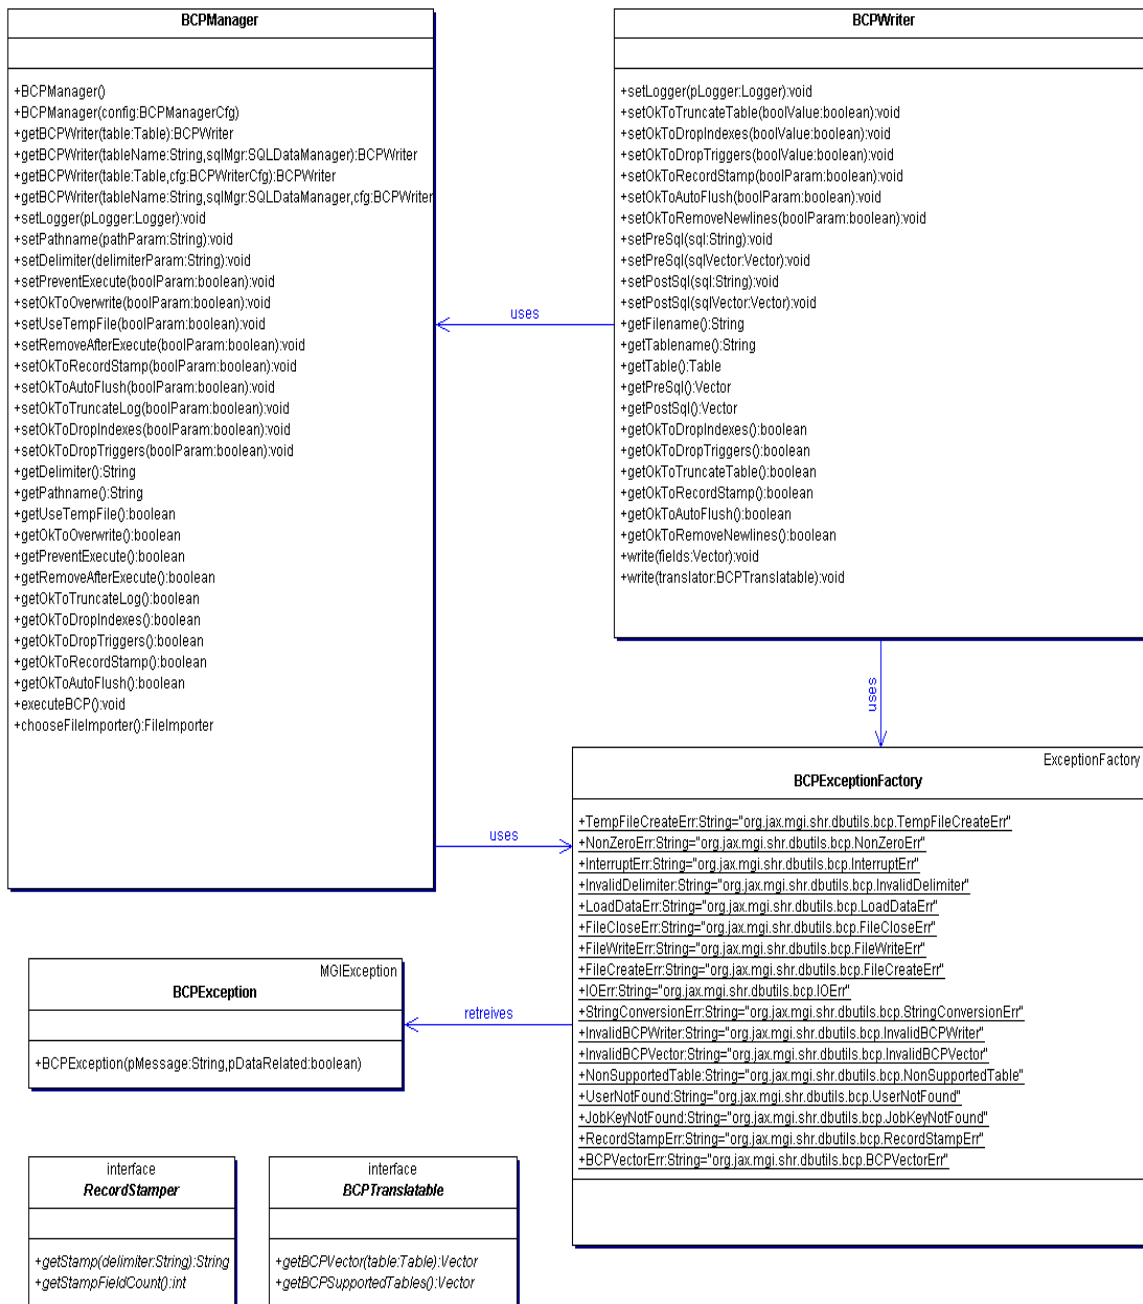 BCPManager
+BCPManager()
+BCPManager(config:BCPManagerCfg)
+getBCPWriter(table:Table):BCPWriter
+getBCPWriter(tableName:String,sqlMgr:SQLDataManager):BCPWriter
+getBCPWriter(table:Table,cfg:BCPWriterCfg):BCPWriter
+getBCPWriter(tableName:String,sqlMgr:SQLDataManager,cfg:BCPWriter
+setLogger(pLogger:Logger):void
+setPathname(pathParam:String):void
+setDelimiter(delimiterParam:String):void
+setPreventExecute(boolParam:boolean):void
+setOkToOverwrite(boolParam:boolean):void
+setUseTempFile(boolParam:boolean):void
+setRemoveAfterExecute(boolParam:boolean):void
+setOkToRecordStamp(boolParam:boolean):void
+setOkToAutoFlush(boolParam:boolean):void
+setOkToTruncateLog(boolParam:boolean):void
+setOkToDropIndexes(boolParam:boolean):void
+setOkToDropTriggers(boolParam:boolean):void
+getDelimiter():String
+getPathname():String
+getUseTempFile():boolean
+getOkToOverwrite():boolean
+getPreventExecute():boolean
+getRemoveAfterExecute():boolean
+getOkToTruncateLog():boolean
+getOkToDropIndexes():boolean
+getOkToDropTriggers():boolean
+getOkToRecordStamp():boolean
+getOkToAutoFlush():boolean
+executeBCP():void
+chooseFileImporter():FileImporter
BCPWriter
+setLogger(pLogger:Logger):void
+setOkToTruncateTable(boolValue:boolean):void
+setOkToDropIndexes(boolValue:boolean):void
+setOkToDropTriggers(boolValue:boolean):void
+setOkToRecordStamp(boolParam:boolean):void
+setOkToAutoFlush(boolParam:boolean):void
+setOkToRemoveNewlines(boolParam:boolean):void
+setPreSql(sql:String):void
+setPreSql(sqlVector:Vector):void
+setPostSql(sql:String):void
+setPostSql(sqlVector:Vector):void
+getFilename():String
+getTablename():String
+getTable():Table
+getPreSql():Vector
+getPostSql():Vector
+getOkToDropIndexes():boolean
+getOkToDropTriggers():boolean
+getOkToTruncateTable():boolean
+getOkToRecordStamp():boolean
+getOkToAutoFlush():boolean
+getOkToRemoveNewlines():boolean
+write(fields:Vector):void
+write(translator:BCPTranslatable):void
uses
uses
uses
ExceptionFactory
BCPExceptionFactory
+TempFileCreateErr:String="org.jax.mgi.shr.dbutils.bcp.TempFileCreateErr"
+NonZeroErr:String="org.jax.mgi.shr.dbutils.bcp.NonZeroErr"
+InterruptErr:String="org.jax.mgi.shr.dbutils.bcp.InterruptErr"
+InvalidDelimiter:String="org.jax.mgi.shr.dbutils.bcp.InvalidDelimiter"
+LoadDataErr:String="org.jax.mgi.shr.dbutils.bcp.LoadDataErr"
+FileCloseErr:String="org.jax.mgi.shr.dbutils.bcp.FileCloseErr"
+FileWriteErr:String="org.jax.mgi.shr.dbutils.bcp.FileWriteErr"
+FileCreateErr:String="org.jax.mgi.shr.dbutils.bcp.FileCreateErr"
+IOErr:String="org.jax.mgi.shr.dbutils.bcp.IOErr"
+StringConversionErr:String="org.jax.mgi.shr.dbutils.bcp.StringConversionErr"
+InvalidBCPWriter:String="org.jax.mgi.shr.dbutils.bcp.InvalidBCPWriter"
+InvalidBCPVector:String="org.jax.mgi.shr.dbutils.bcp.InvalidBCPVector"
+NonSupportedTable:String="org.jax.mgi.shr.dbutils.bcp.NonSupportedTable"
+UserNotFound:String="org.jax.mgi.shr.dbutils.bcp.UserNotFound"
+JobKeyNotFound:String="org.jax.mgi.shr.dbutils.bcp.JobKeyNotFound"
+RecordStampErr:String="org.jax.mgi.shr.dbutils.bcp.RecordStampErr"
+BCPVectorErr:String="org.jax.mgi.shr.dbutils.bcp.BCPVectorErr"
retreives
MGIException
BCPException
+BCPException(pMessage:String,pDataRelated:boolean)
interface
RecordStamper
+getStamp(delimiter:String):String
+getStampFieldCount():int
interface
BCPTranslatable
+getBCPVector(table:Table):Vector
+getBCPSupportedTables():Vector